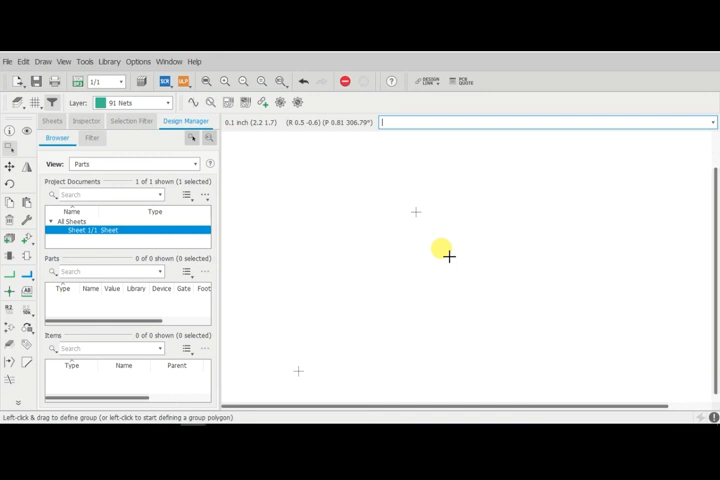 File Edit Draw View Tools Library Options Window Help
1/1 SCR ULP DESIGN LINK PCB QUOTE
Layer: 91 Nets
Sheets Inspector Selection Filter Design Manager
0.1 inch (2.2 1.7) (R 0.5 -0.6) (P 0.81 306.79°)
Browser Filter
View: Parts
Project Documents 1 of 1 shown (1 selected)
Search
Name Type
All Sheets
Sheet 1/1 Sheet
Parts 0 of 0 shown (0 selected)
Search
Type Name Value Library Device Gate Foot
Items 0 of 0 shown (0 selected)
Search
Type Name Parent
Left-click & drag to define group (or left-click to start defining a group polygon)